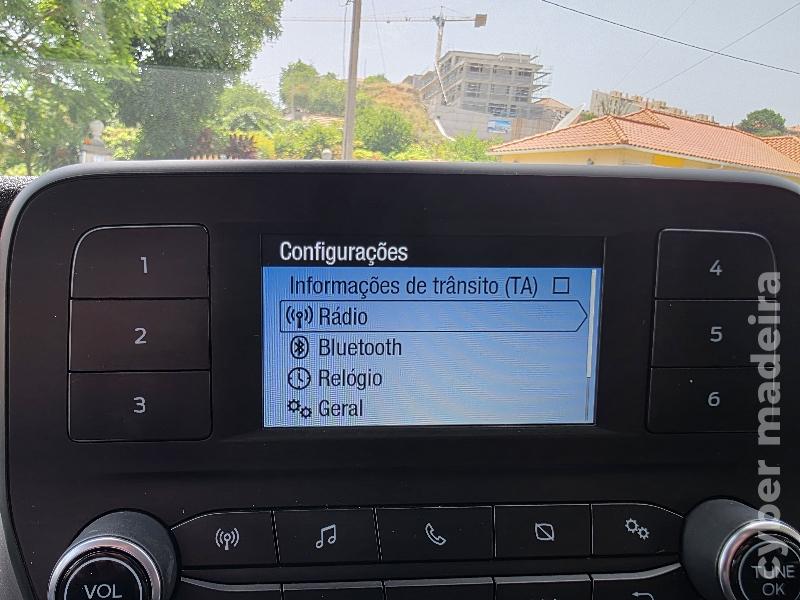 Configurações
Informações de trânsito (TA)
Rádio
Bluetooth
Relógio
Geral
1
2
3
4
5
6
VOL
TUNE
OK
cyber madeira